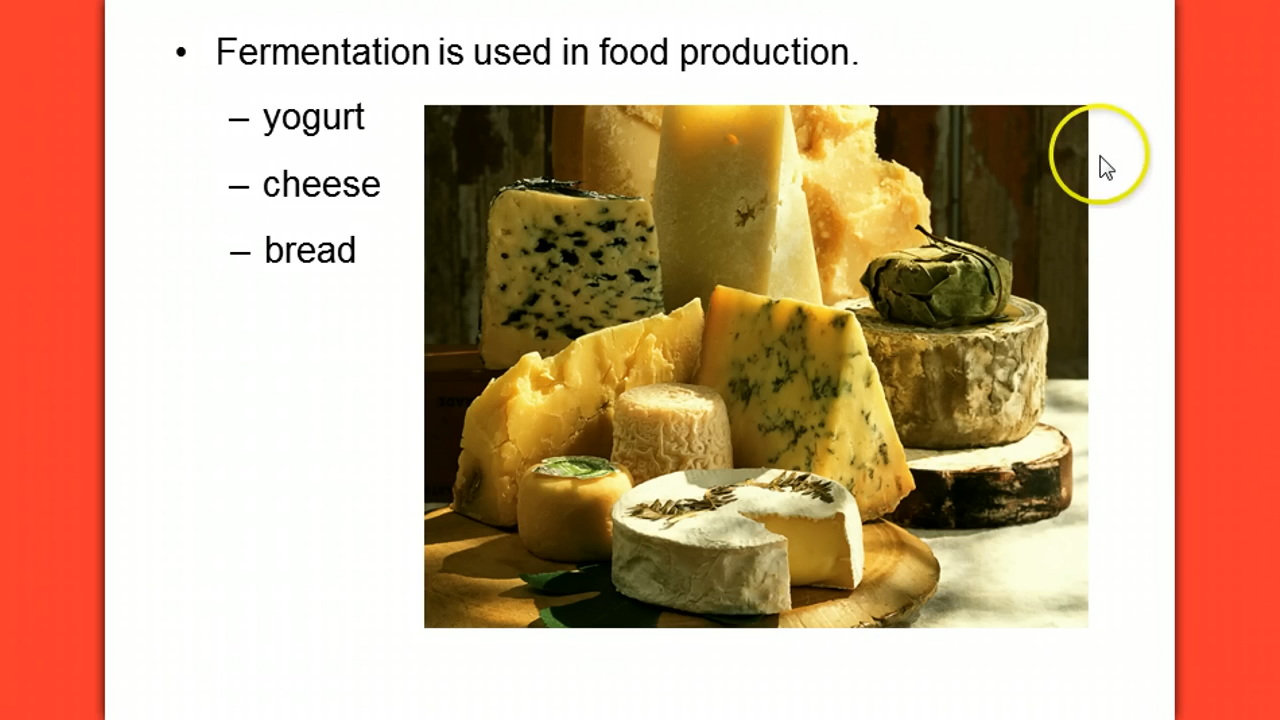 • Fermentation is used in food production.
– yogurt
– cheese
– bread